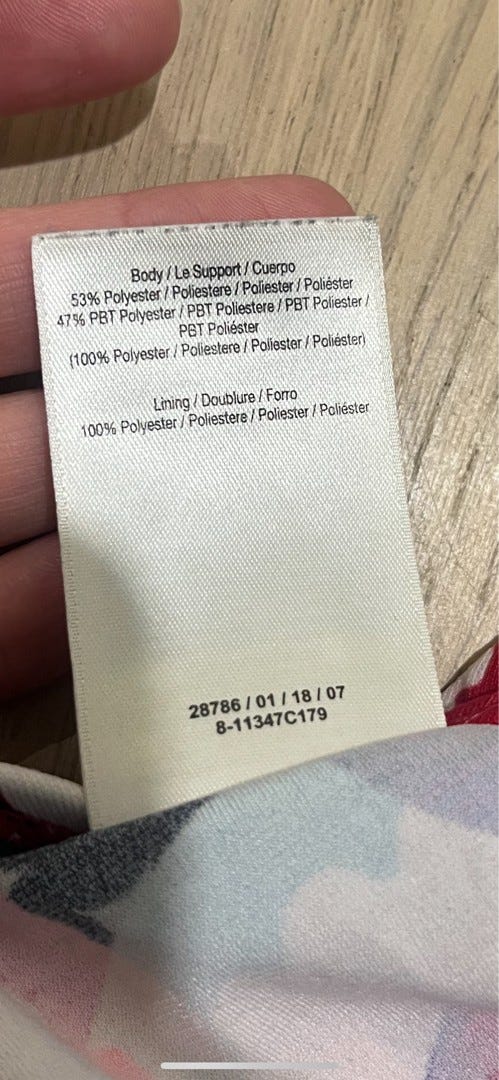 Body / Le Support / Cuerpo
53% Polyester / Poliestere / Poliester / Poliéster
47% PBT Polyester / PBT Poliestere / PBT Poliester /
PBT Poliéster
(100% Polyester / Poliestere / Poliester / Poliéster)
Lining / Doublure / Forro
100% Polyester / Poliestere / Poliester / Poliéster
28786 / 01 / 18 / 07
8-11347C179